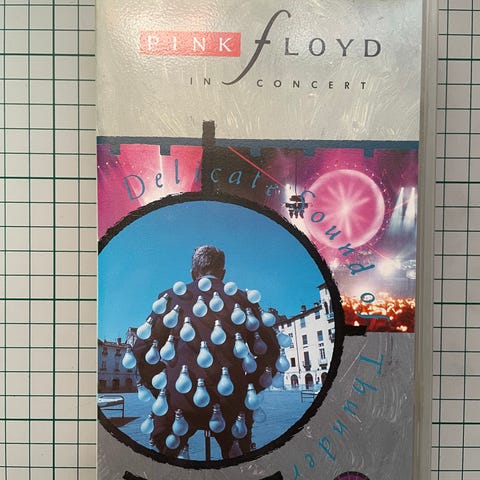 PINK FLOYD
IN CONCERT
Delicate Sound of Thunder